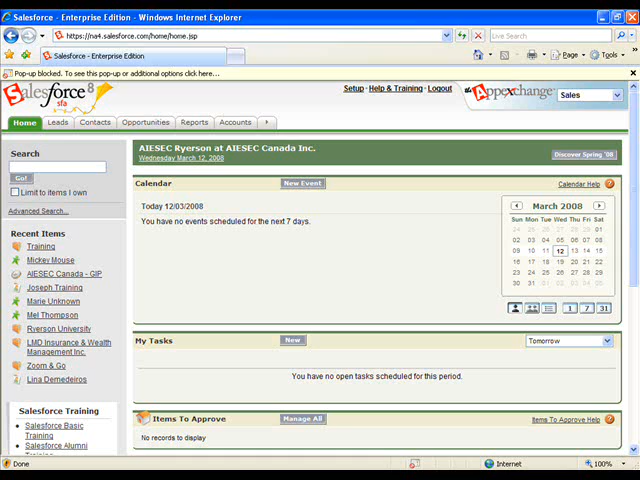 Salesforce - Enterprise Edition - Windows Internet Explorer
https://na4.salesforce.com/home/home.jsp
Live Search
Salesforce - Enterprise Edition
Page
Tools
Pop-up blocked. To see this pop-up or additional options click here...
Salesforce 8
sfa
Setup · Help & Training · Logout
AppExchange
Sales
Home
Leads
Contacts
Opportunities
Reports
Accounts
Search
Go!
Limit to items I own
Advanced Search...
Recent Items
Training
Mickey Mouse
AIESEC Canada - GIP
Joseph Training
Marie Unknown
Mel Thompson
Ryerson University
LMD Insurance & Wealth
Management Inc.
Zoom & Go
Lina Demedeiros
Salesforce Training
Salesforce Basic
Training
Salesforce Alumni
AIESEC Ryerson at AIESEC Canada Inc.
Wednesday March 12, 2008
Discover Spring '08
Calendar
New Event
Calendar Help
?
Today 12/03/2008
You have no events scheduled for the next 7 days.
March 2008
Sun Mon Tue Wed Thu Fri Sat
24 25 26 27 28 29 01
02 03 04 05 06 07 08
09 10 11 12 13 14 15
16 17 18 19 20 21 22
23 24 25 26 27 28 29
30 31 01 02 03 04 05
1 7 31
My Tasks
New
Tomorrow
You have no open tasks scheduled for this period.
Items To Approve
Manage All
Items To Approve Help
?
No records to display
Done
Internet
100%